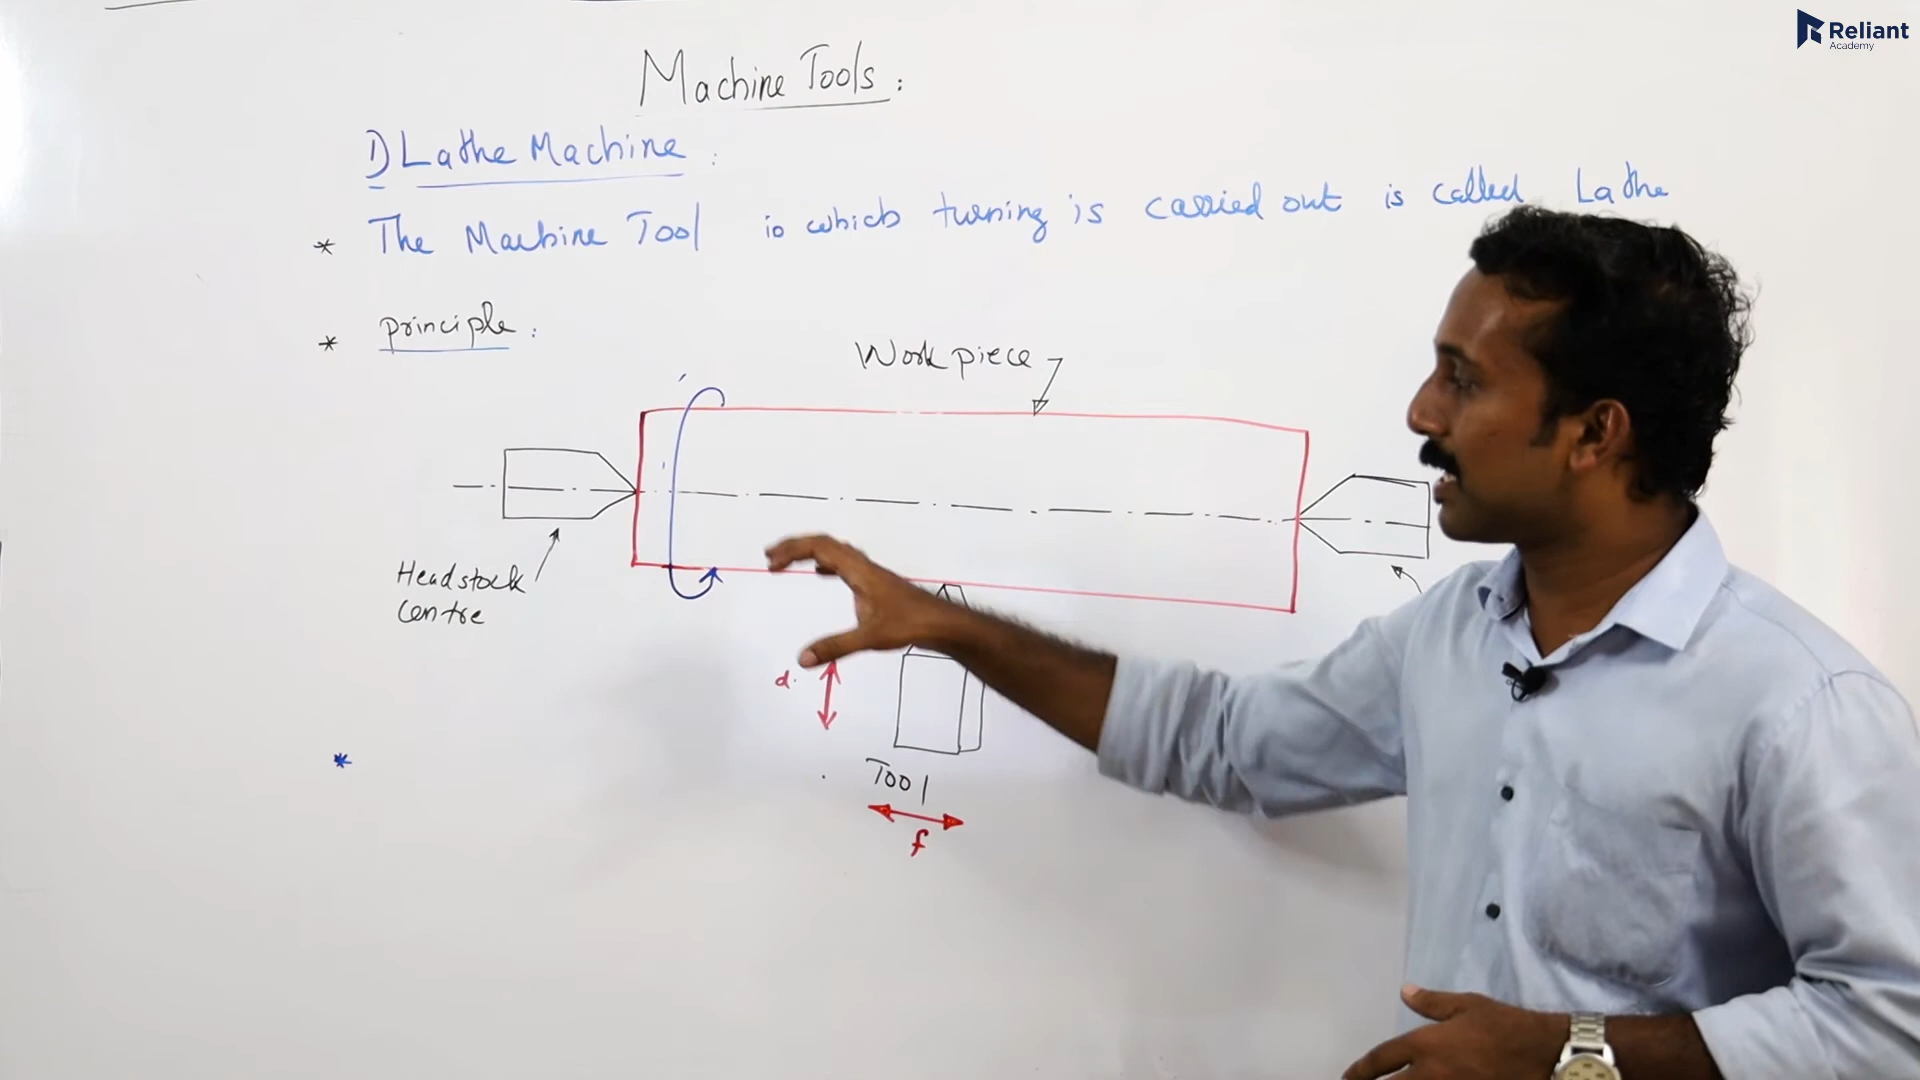 Reliant
Academy
Machine Tools :
1) Lathe Machine :
* The Machine Tool in which turning is carried out is called Lathe
* principle :
Work piece
Headstock
centre
d.
*
Tool
f